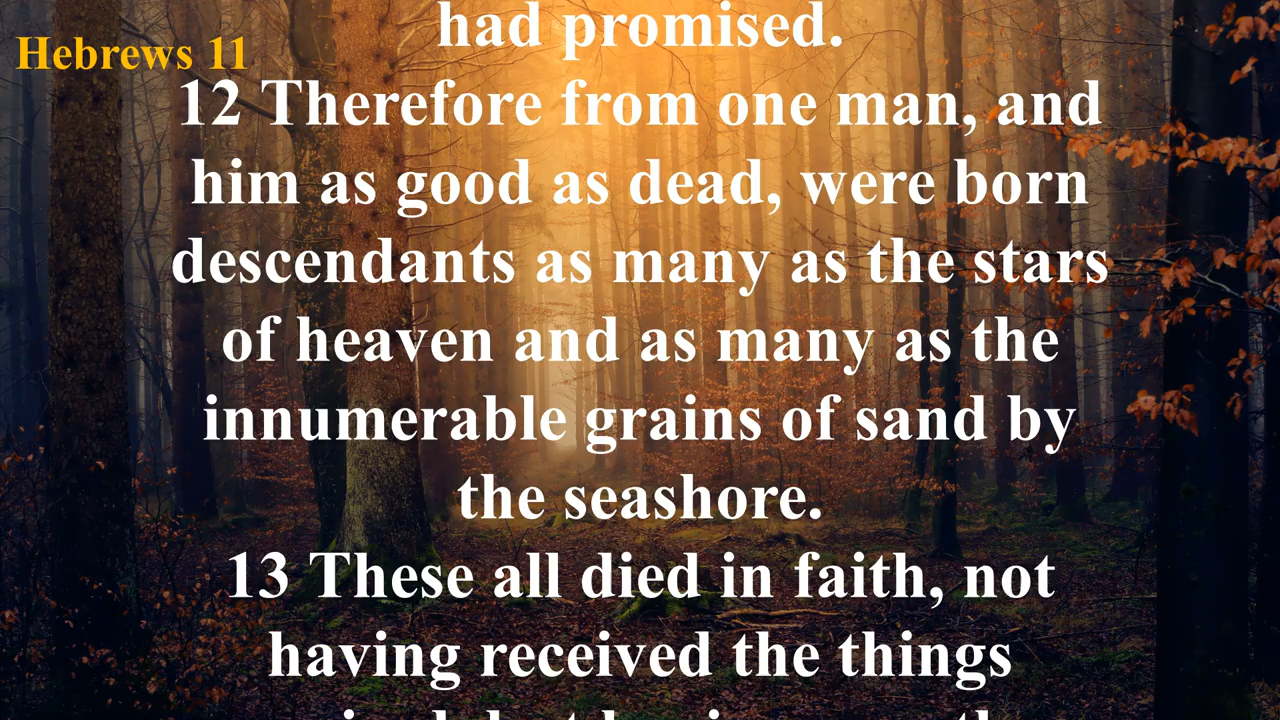 had promised.
Hebrews 11
12 Therefore from one man, and
him as good as dead, were born
descendants as many as the stars
of heaven and as many as the
innumerable grains of sand by
the seashore.
13 These all died in faith, not
having received the things